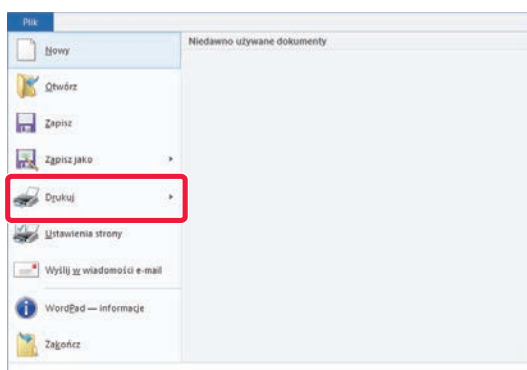 Plik
Niedawno używane dokumenty
Nowy
Otwórz
Zapisz
Zapisz jako
Drukuj
Ustawienia strony
Wyślij w wiadomości e-mail
WordPad — informacje
Zakończ